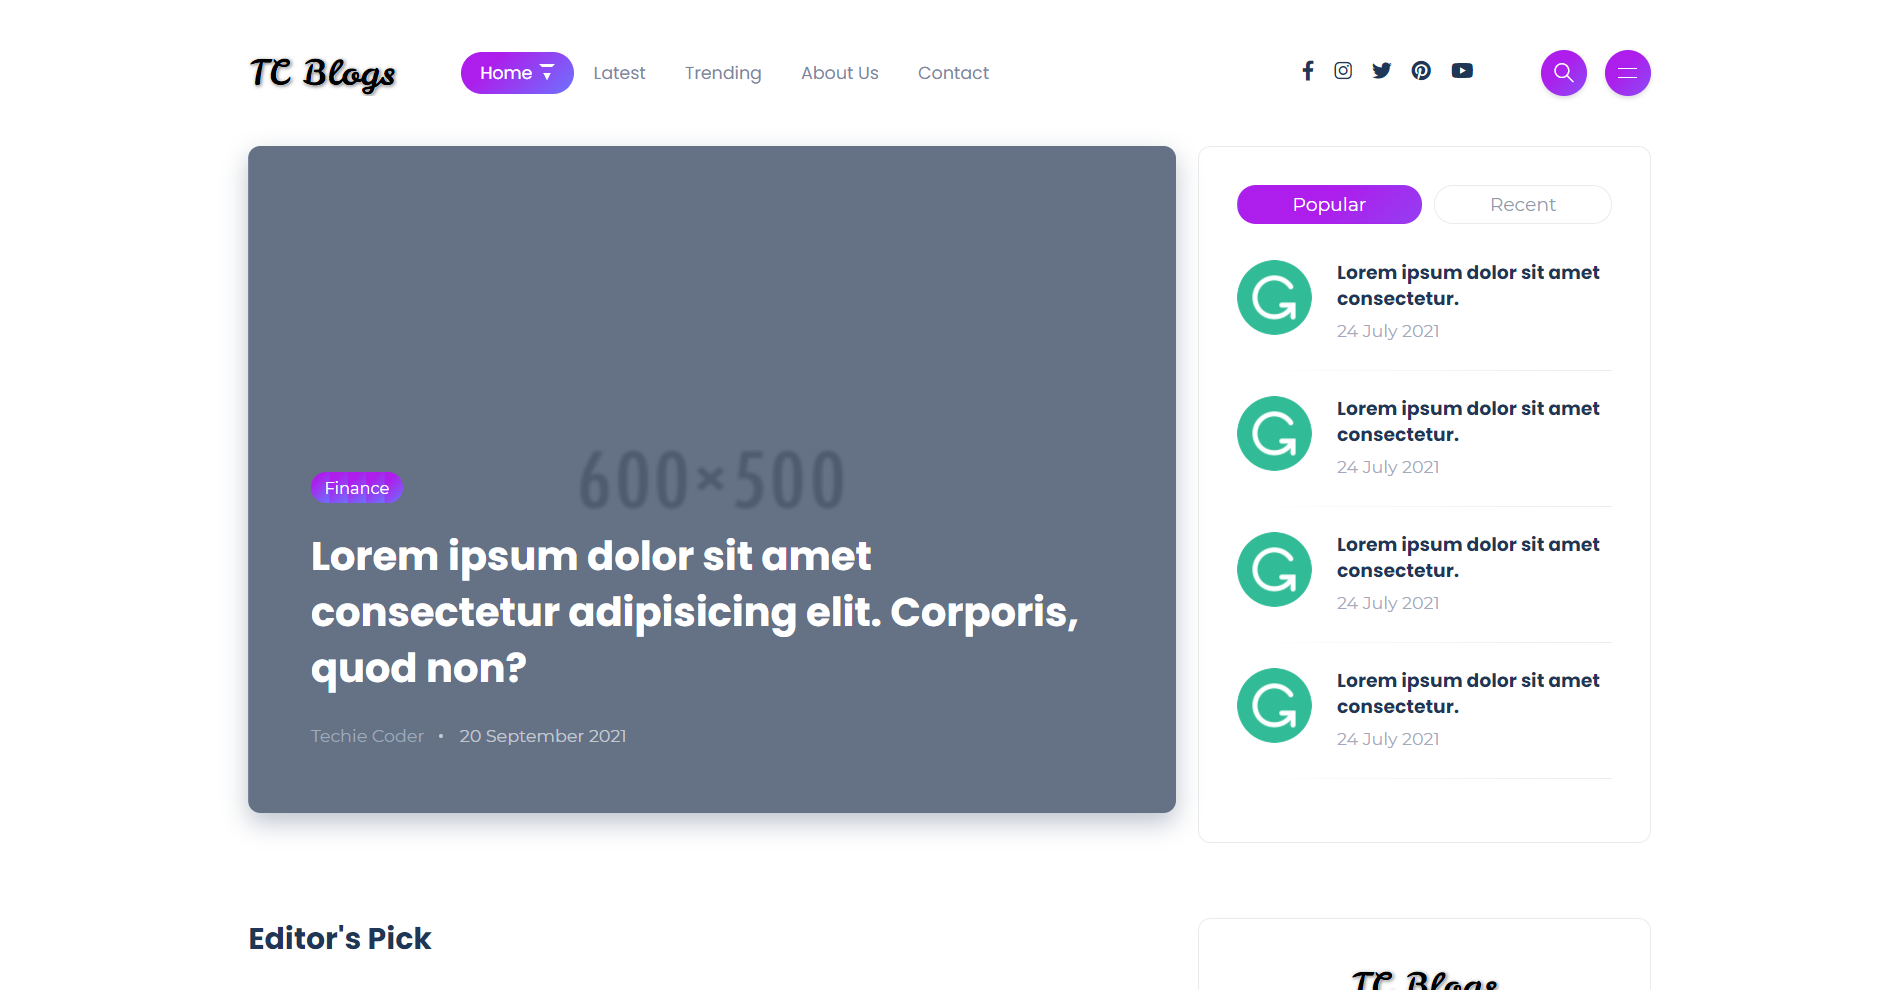 TC Blogs
Home Latest Trending About Us Contact
600×500
Finance
Lorem ipsum dolor sit amet
consectetur adipisicing elit. Corporis,
quod non?
Techie Coder • 20 September 2021
Popular Recent
Lorem ipsum dolor sit amet
consectetur.
24 July 2021
Lorem ipsum dolor sit amet
consectetur.
24 July 2021
Lorem ipsum dolor sit amet
consectetur.
24 July 2021
Lorem ipsum dolor sit amet
consectetur.
24 July 2021
Editor's Pick
TC Blogs